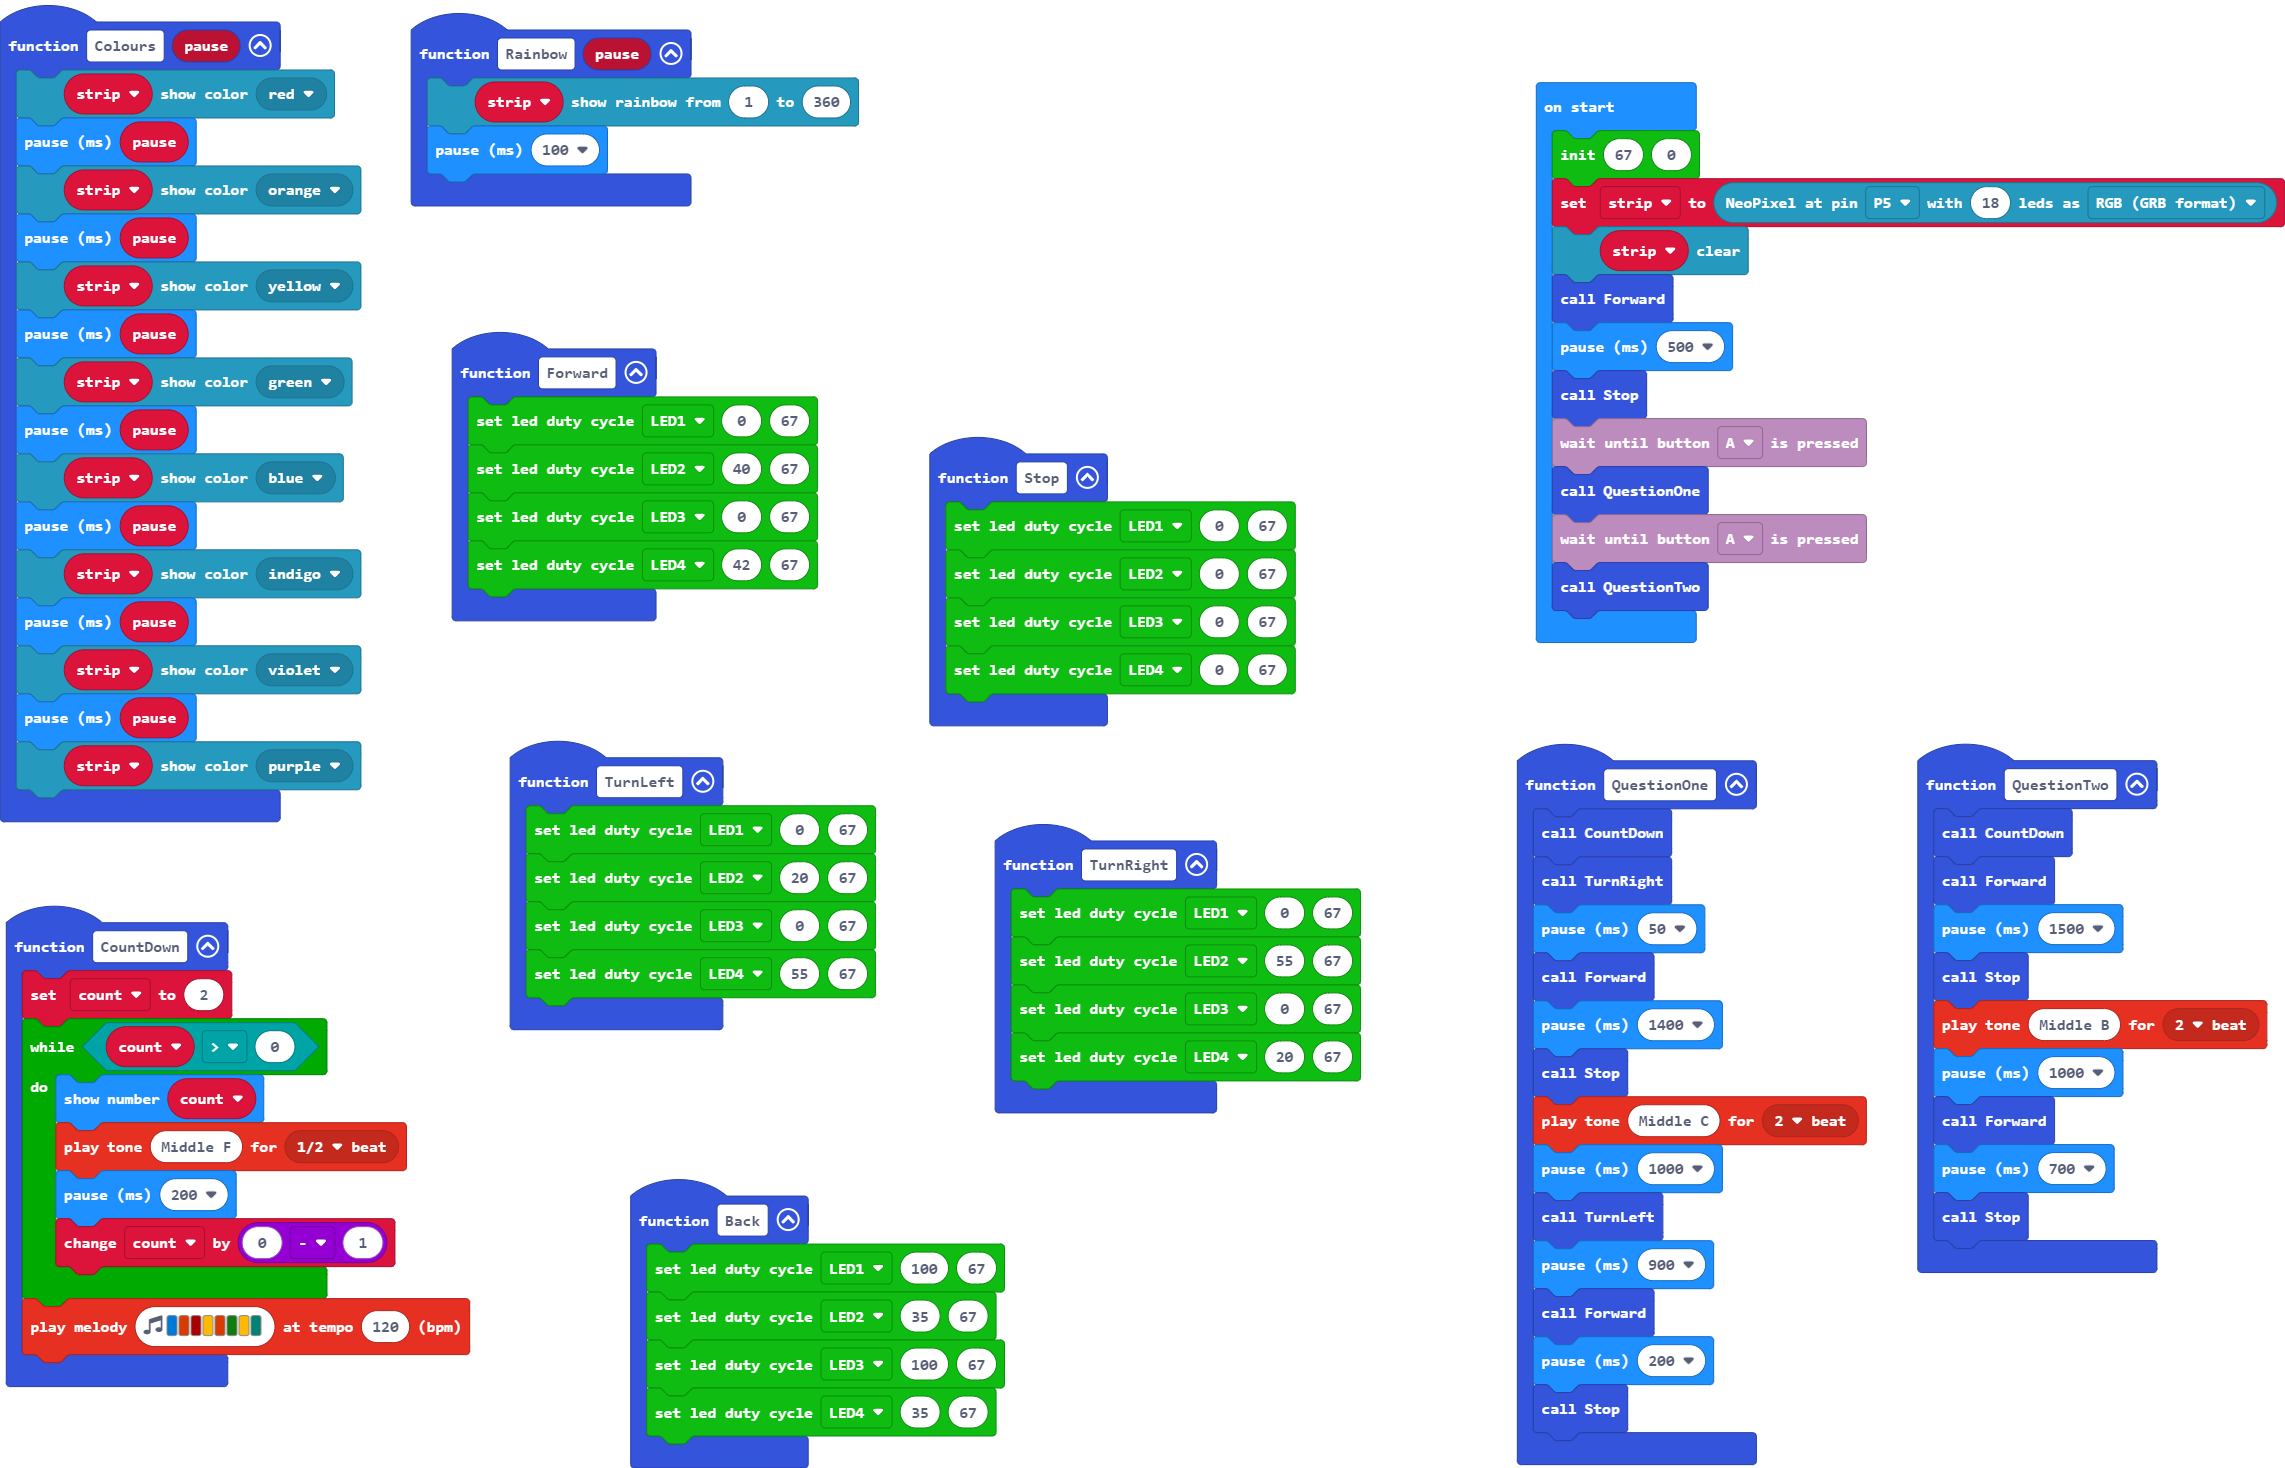 function Colours pause
strip show color red
pause (ms) pause
strip show color orange
pause (ms) pause
strip show color yellow
pause (ms) pause
strip show color green
pause (ms) pause
strip show color blue
pause (ms) pause
strip show color indigo
pause (ms) pause
strip show color violet
pause (ms) pause
strip show color purple
function CountDown
set count to 2
while count > 0
do
show number count
play tone Middle F for 1/2 beat
pause (ms) 200
change count by 0 - 1
play melody at tempo 120 (bpm)
function Rainbow pause
strip show rainbow from 1 to 360
pause (ms) 100
function Forward
set led duty cycle LED1 0 67
set led duty cycle LED2 40 67
set led duty cycle LED3 0 67
set led duty cycle LED4 42 67
function Stop
set led duty cycle LED1 0 67
set led duty cycle LED2 0 67
set led duty cycle LED3 0 67
set led duty cycle LED4 0 67
function TurnLeft
set led duty cycle LED1 0 67
set led duty cycle LED2 20 67
set led duty cycle LED3 0 67
set led duty cycle LED4 55 67
function TurnRight
set led duty cycle LED1 0 67
set led duty cycle LED2 55 67
set led duty cycle LED3 0 67
set led duty cycle LED4 20 67
function Back
set led duty cycle LED1 100 67
set led duty cycle LED2 35 67
set led duty cycle LED3 100 67
set led duty cycle LED4 35 67
on start
init 67 0
set strip to NeoPixel at pin P5 with 18 leds as RGB (GRB format)
strip clear
call Forward
pause (ms) 500
call Stop
wait until button A is pressed
call QuestionOne
wait until button A is pressed
call QuestionTwo
function QuestionOne
call CountDown
call TurnRight
pause (ms) 50
call Forward
pause (ms) 1400
call Stop
play tone Middle C for 2 beat
pause (ms) 1000
call TurnLeft
pause (ms) 900
call Forward
pause (ms) 200
call Stop
function QuestionTwo
call CountDown
call Forward
pause (ms) 1500
call Stop
play tone Middle B for 2 beat
pause (ms) 1000
call Forward
pause (ms) 700
call Stop